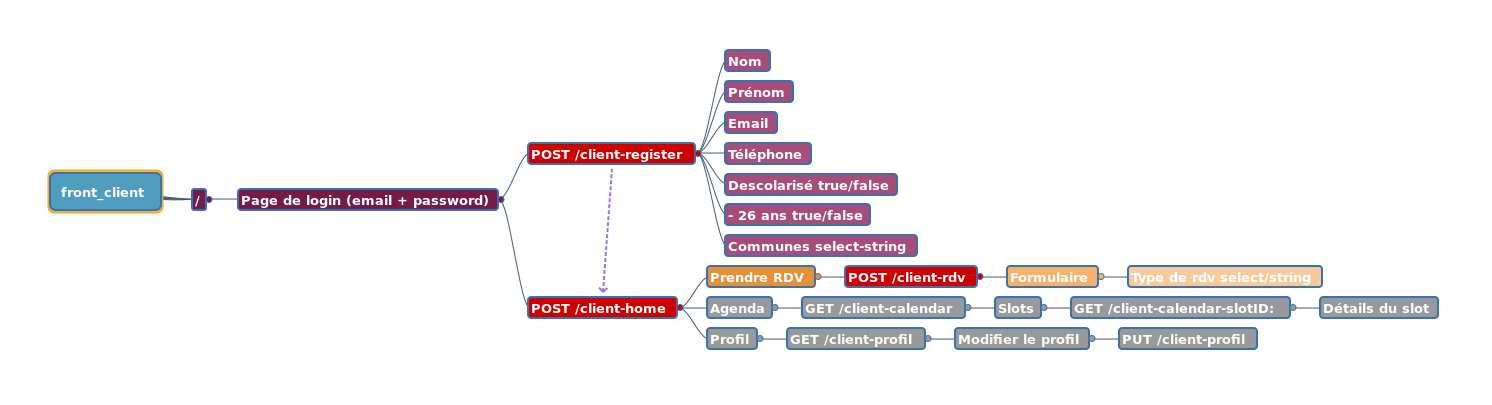 front_client
/
Page de login (email + password)
POST /client-register
Nom
Prénom
Email
Téléphone
Descolarisé true/false
- 26 ans true/false
Communes select-string
POST /client-home
Prendre RDV
POST /client-rdv
Formulaire
Type de rdv select/string
Agenda
GET /client-calendar
Slots
GET /client-calendar-slotID:
Détails du slot
Profil
GET /client-profil
Modifier le profil
PUT /client-profil